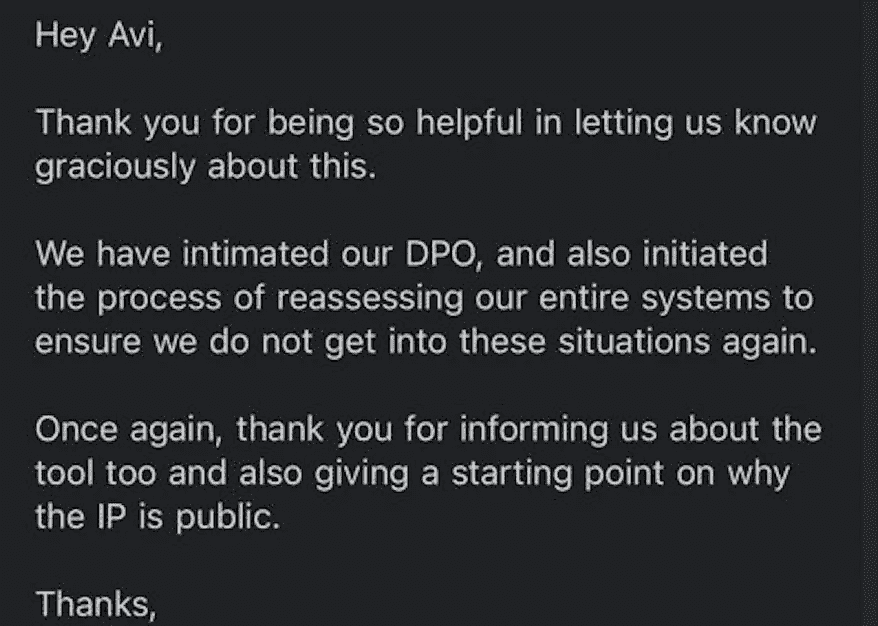 Hey Avi,
Thank you for being so helpful in letting us know
graciously about this.
We have intimated our DPO, and also initiated
the process of reassessing our entire systems to
ensure we do not get into these situations again.
Once again, thank you for informing us about the
tool too and also giving a starting point on why
the IP is public.
Thanks,